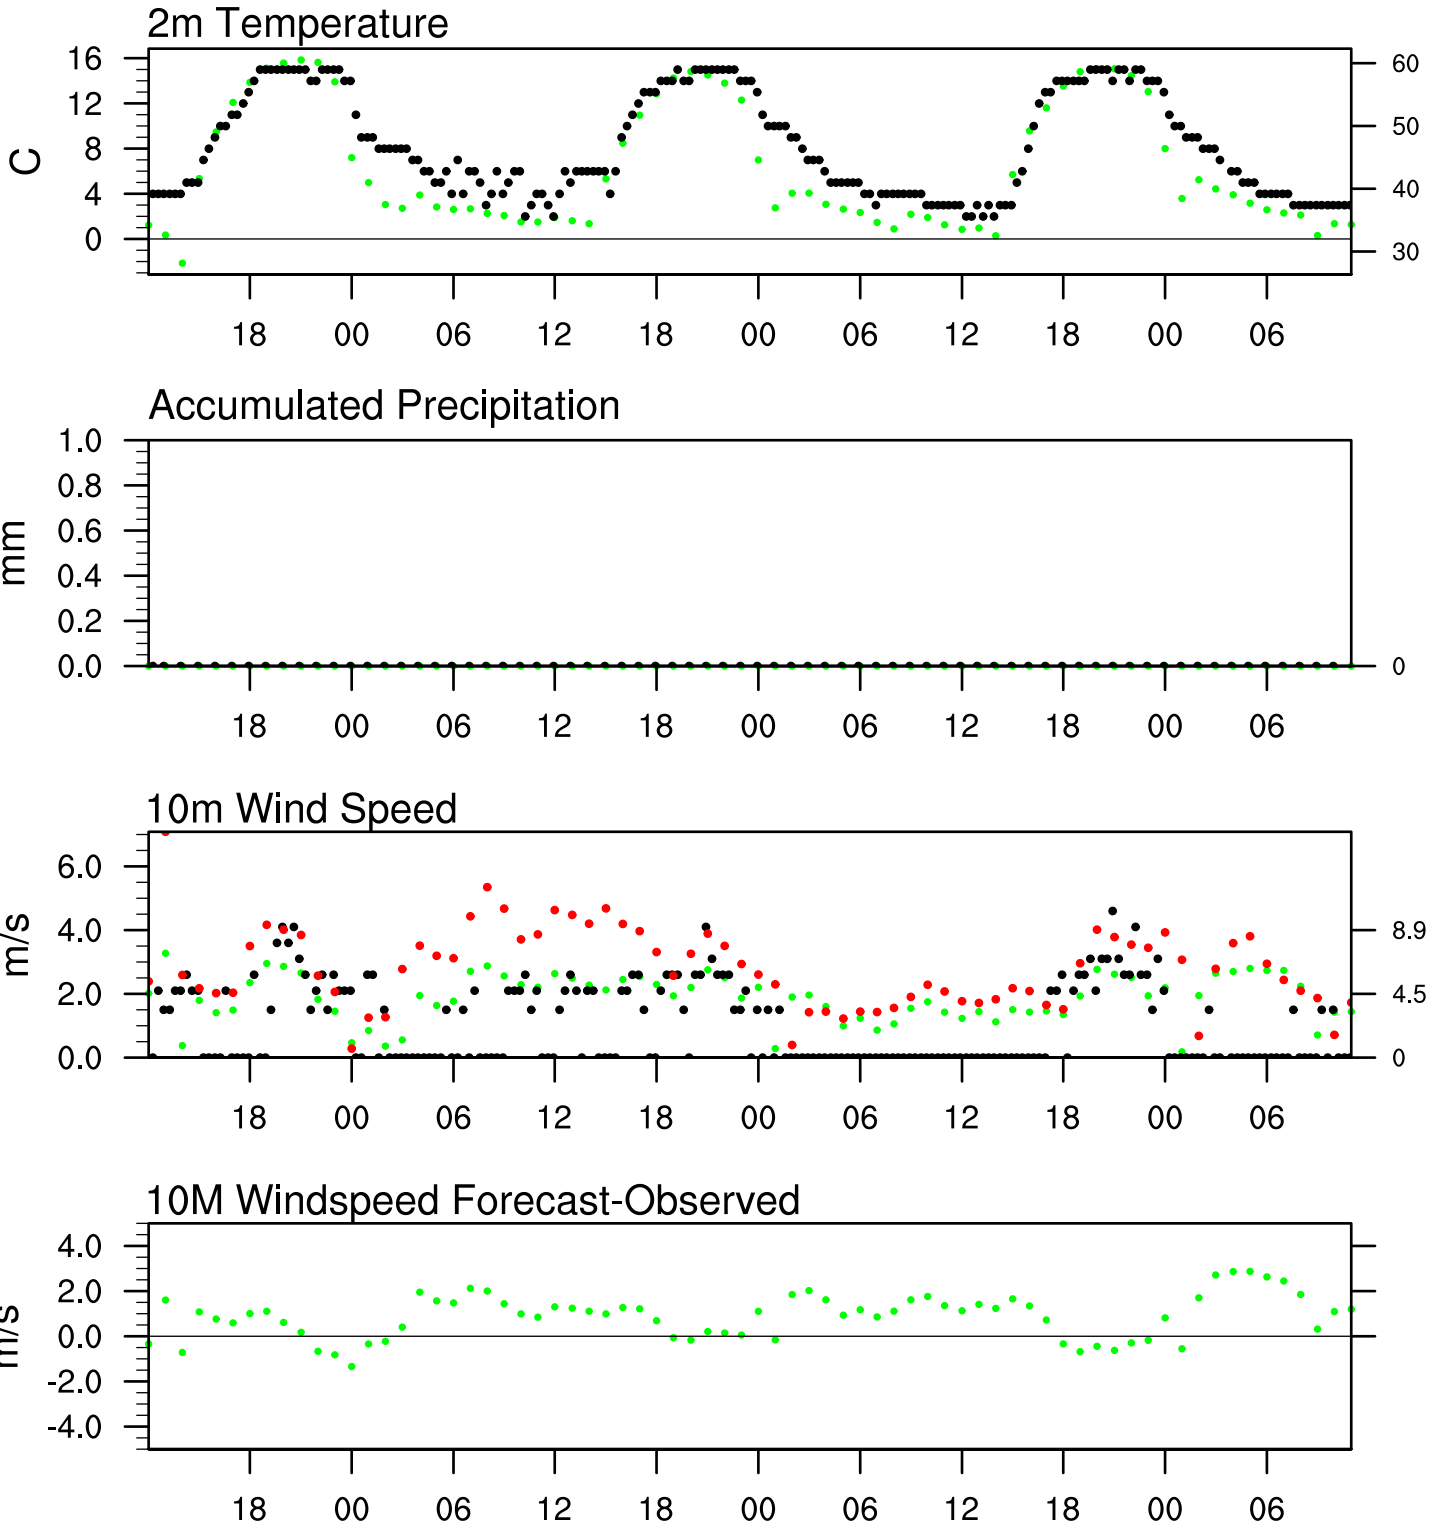 2m Temperature
16
12
8
4
0
C
60
50
40
30
18 00 06 12 18 00 06 12 18 00 06
Accumulated Precipitation
1.0
0.8
0.6
0.4
0.2
0.0
mm
0
18 00 06 12 18 00 06 12 18 00 06
10m Wind Speed
6.0
4.0
2.0
0.0
m/s
8.9
4.5
0
18 00 06 12 18 00 06 12 18 00 06
10M Windspeed Forecast-Observed
4.0
2.0
0.0
-2.0
-4.0
m/s
18 00 06 12 18 00 06 12 18 00 06